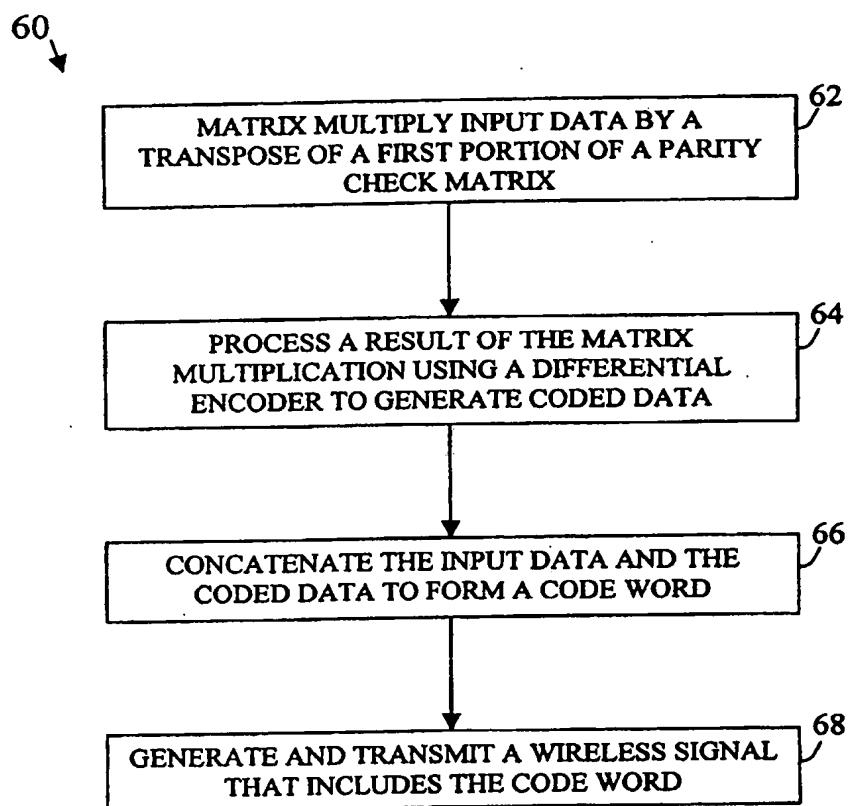 60
62
MATRIX MULTIPLY INPUT DATA BY A
TRANSPOSE OF A FIRST PORTION OF A PARITY
CHECK MATRIX
64
PROCESS A RESULT OF THE MATRIX
MULTIPLICATION USING A DIFFERENTIAL
ENCODER TO GENERATE CODED DATA
66
CONCATENATE THE INPUT DATA AND THE
CODED DATA TO FORM A CODE WORD
68
GENERATE AND TRANSMIT A WIRELESS SIGNAL
THAT INCLUDES THE CODE WORD